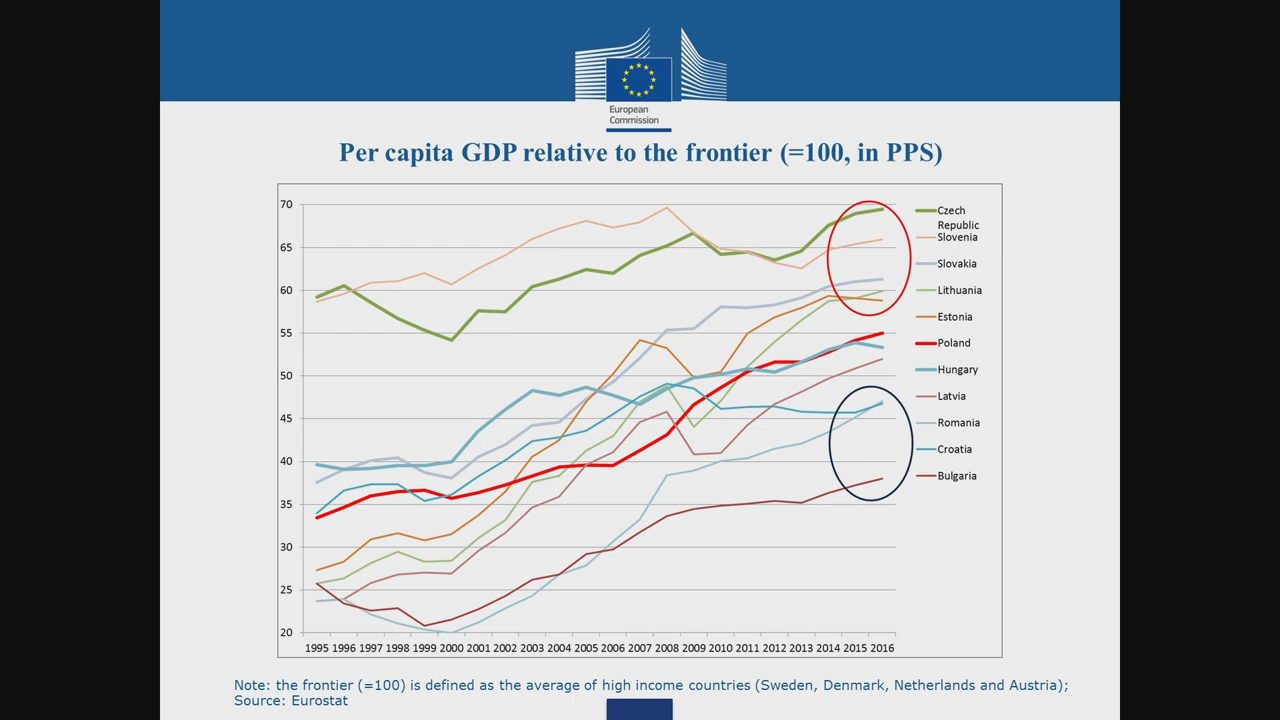 European
Commission
Per capita GDP relative to the frontier (=100, in PPS)
70
65
60
55
50
45
40
35
30
25
20
1995 1996 1997 1998 1999 2000 2001 2002 2003 2004 2005 2006 2007 2008 2009 2010 2011 2012 2013 2014 2015 2016
Czech
Republic
Slovenia
Slovakia
Lithuania
Estonia
Poland
Hungary
Latvia
Romania
Croatia
Bulgaria
Note: the frontier (=100) is defined as the average of high income countries (Sweden, Denmark, Netherlands and Austria);
Source: Eurostat